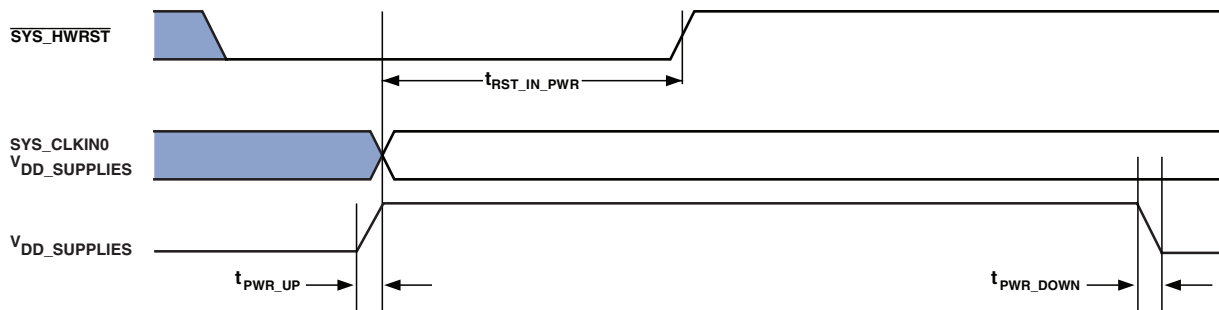 SYS_HWRST
tRST_IN_PWR
SYS_CLKIN0
VDD_SUPPLIES
VDD_SUPPLIES
tPWR_UP
tPWR_DOWN